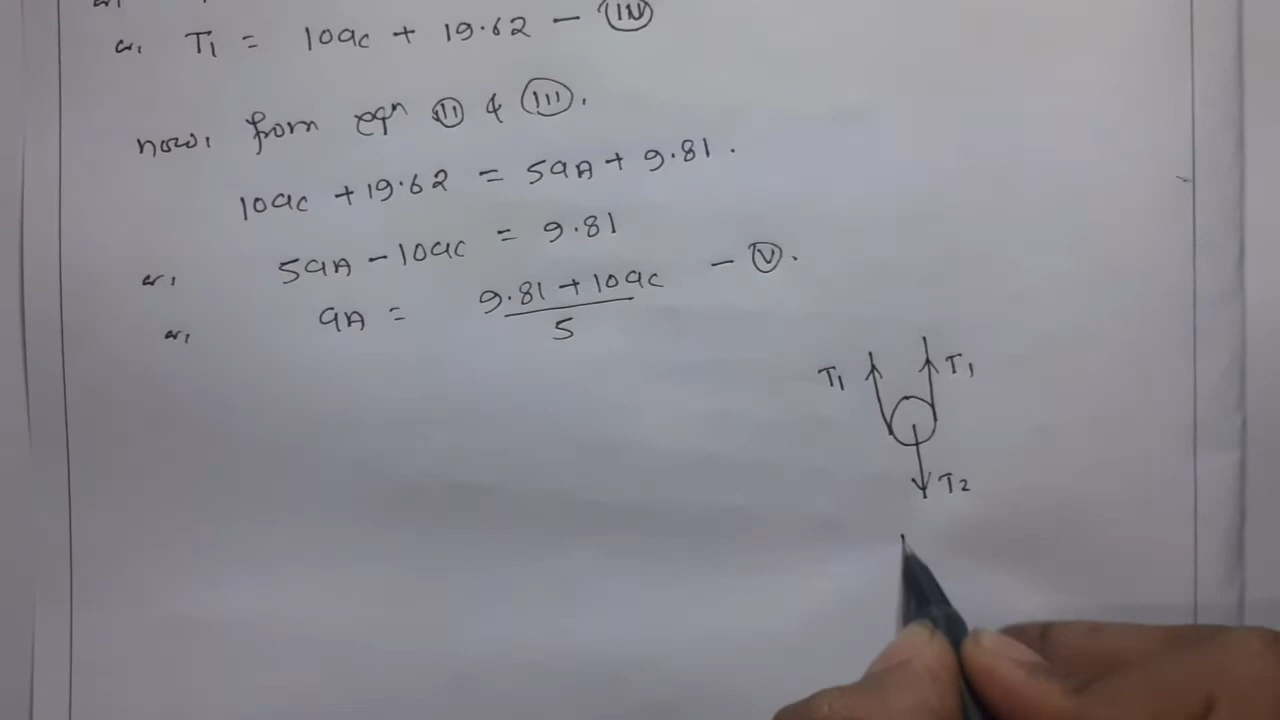 or, T1 = 10ac + 19.62 — (IV)
now, from eqn (II) & (III).
10ac + 19.62 = 5aA + 9.81.
or, 5aA - 10ac = 9.81
or, aA = 9.81 + 10ac / 5 — (V).
T1 T1
T2